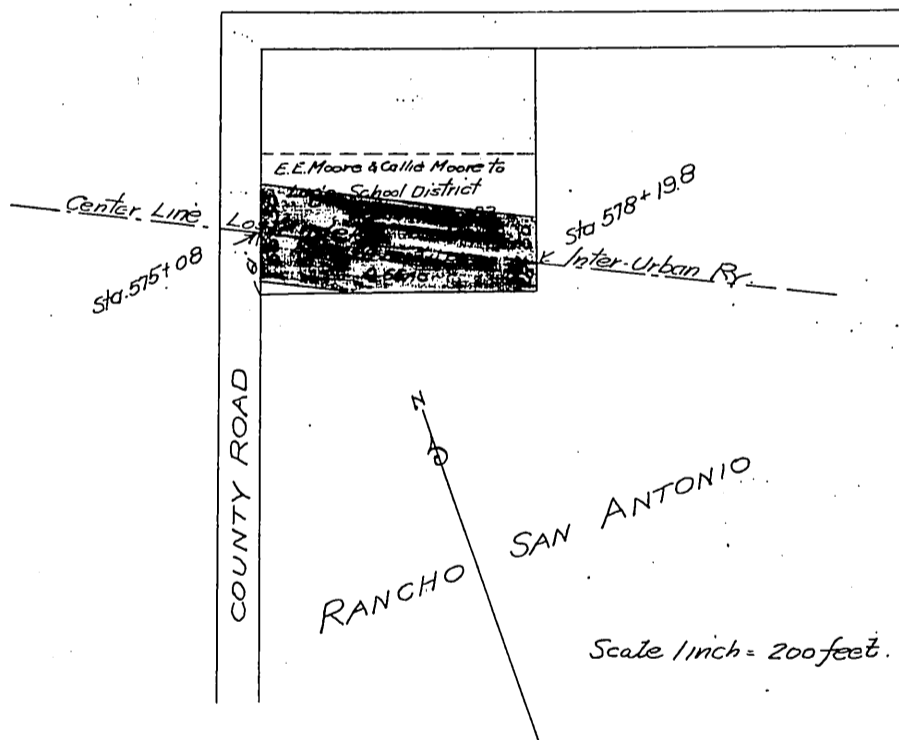 E.E. Moore & Callie Moore to
School District
Center Line
Sta. 575+08
Sta 578+19.8
Inter-Urban Ry.
COUNTY ROAD
N
RANCHO SAN ANTONIO
Scale 1 inch = 200 feet.